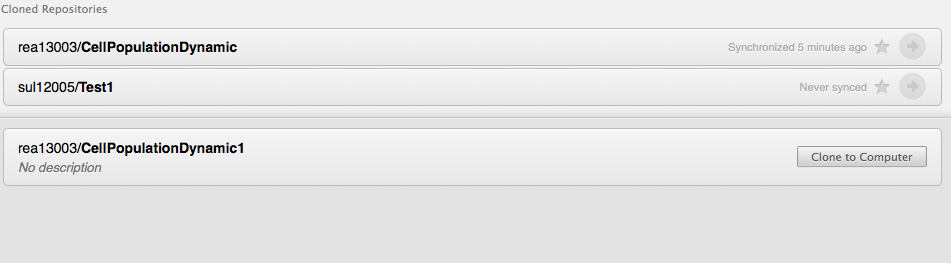 Cloned Repositories
rea13003/CellPopulationDynamic Synchronized 5 minutes ago
sul12005/Test1 Never synced
rea13003/CellPopulationDynamic1
No description
Clone to Computer